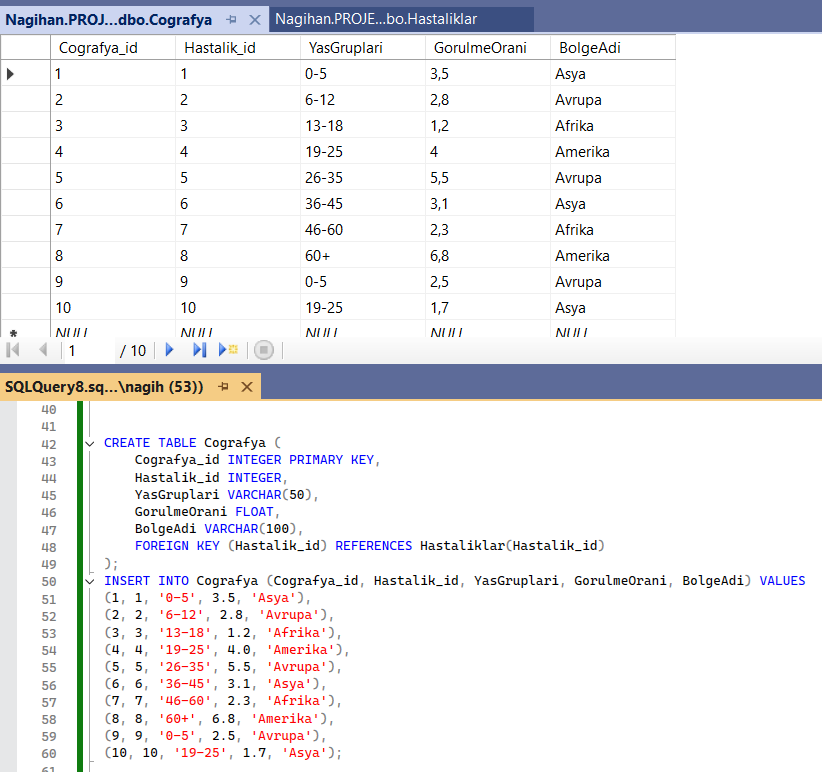 Nagihan.PROJ...dbo.Cografya Nagihan.PROJE...bo.Hastaliklar
Cografya_id Hastalik_id YasGruplari GorulmeOrani BolgeAdi
1 1 0-5 3,5 Asya
2 2 6-12 2,8 Avrupa
3 3 13-18 1,2 Afrika
4 4 19-25 4 Amerika
5 5 26-35 5,5 Avrupa
6 6 36-45 3,1 Asya
7 7 46-60 2,3 Afrika
8 8 60+ 6,8 Amerika
9 9 0-5 2,5 Avrupa
10 10 19-25 1,7 Asya
* NULL NULL NULL NULL NULL
1 / 10
SQLQuery8.sq...\nagih (53))
40
41
42 CREATE TABLE Cografya (
43 Cografya_id INTEGER PRIMARY KEY,
44 Hastalik_id INTEGER,
45 YasGruplari VARCHAR(50),
46 GorulmeOrani FLOAT,
47 BolgeAdi VARCHAR(100),
48 FOREIGN KEY (Hastalik_id) REFERENCES Hastaliklar(Hastalik_id)
49 );
50 INSERT INTO Cografya (Cografya_id, Hastalik_id, YasGruplari, GorulmeOrani, BolgeAdi) VALUES
51 (1, 1, '0-5', 3.5, 'Asya'),
52 (2, 2, '6-12', 2.8, 'Avrupa'),
53 (3, 3, '13-18', 1.2, 'Afrika'),
54 (4, 4, '19-25', 4.0, 'Amerika'),
55 (5, 5, '26-35', 5.5, 'Avrupa'),
56 (6, 6, '36-45', 3.1, 'Asya'),
57 (7, 7, '46-60', 2.3, 'Afrika'),
58 (8, 8, '60+', 6.8, 'Amerika'),
59 (9, 9, '0-5', 2.5, 'Avrupa'),
60 (10, 10, '19-25', 1.7, 'Asya');
61